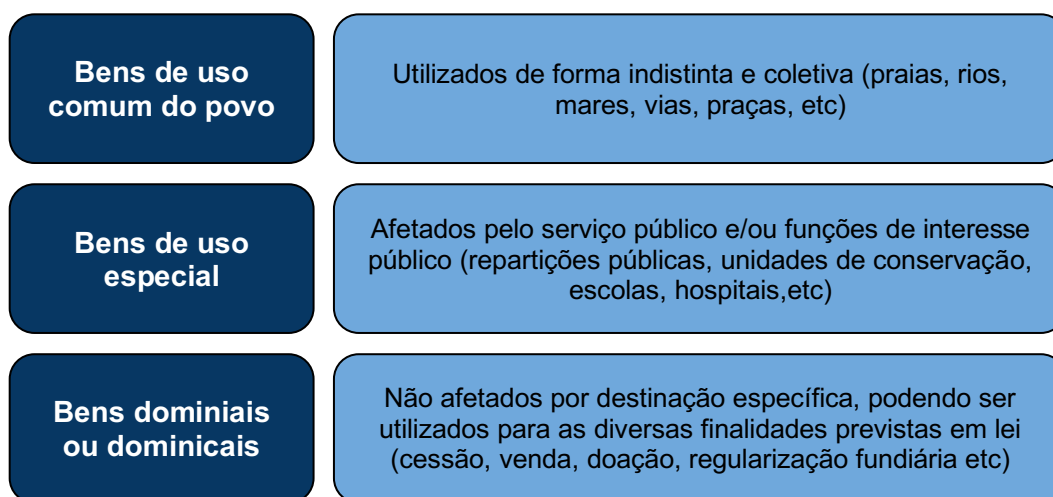 Bens de uso
comum do povo
Utilizados de forma indistinta e coletiva (praias, rios,
mares, vias, praças, etc)
Bens de uso
especial
Afetados pelo serviço público e/ou funções de interesse
público (repartições públicas, unidades de conservação,
escolas, hospitais,etc)
Bens dominiais
ou dominicais
Não afetados por destinação específica, podendo ser
utilizados para as diversas finalidades previstas em lei
(cessão, venda, doação, regularização fundiária etc)